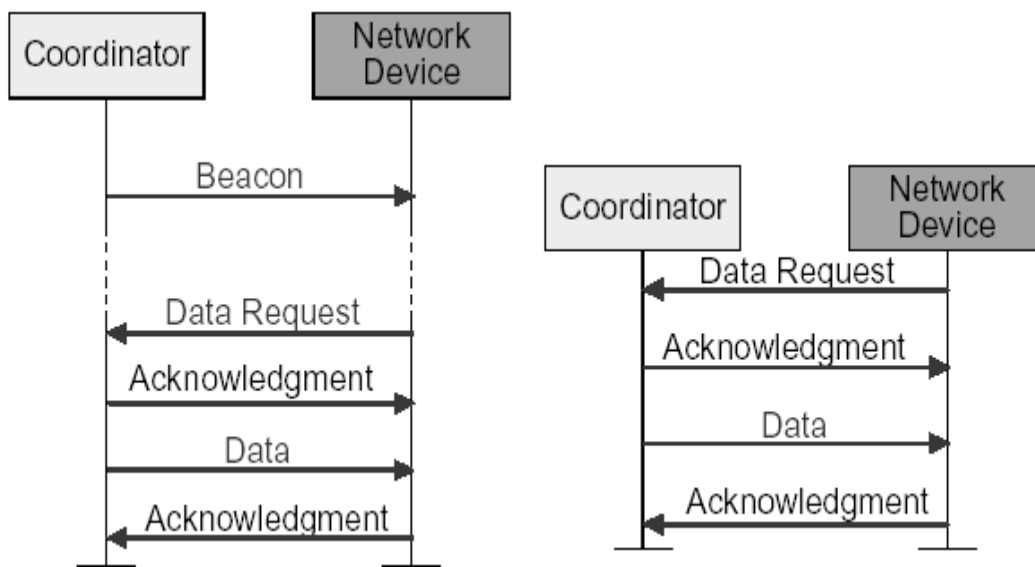 Coordinator
Network
Device
Beacon
Data Request
Acknowledgment
Data
Acknowledgment
Coordinator
Network
Device
Data Request
Acknowledgment
Data
Acknowledgment